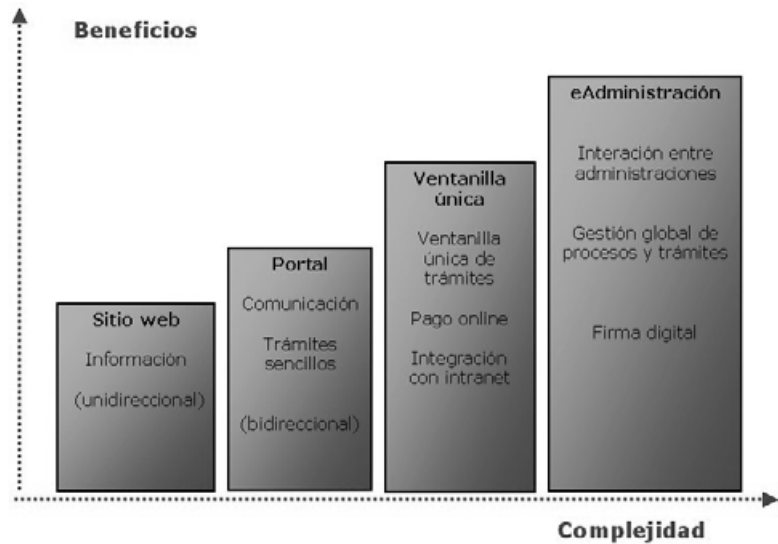 Beneficios
Sitio web
Información
(unidireccional)
Portal
Comunicación
Trámites
sencillos
(bidireccional)
Ventanilla
única
Ventanilla
única de
trámites
Pago online
Integración
con intranet
eAdministración
Interación entre
administraciones
Gestión global de
procesos y trámites
Firma digital
Complejidad